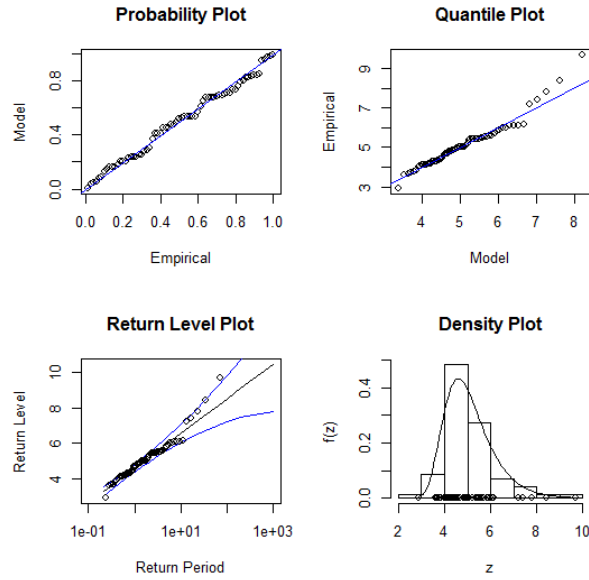 Probability Plot
Model
0.0 0.4 0.8
0.0 0.2 0.4 0.6 0.8 1.0
Empirical
Quantile Plot
Empirical
3 5 7 9
4 5 6 7 8
Model
Return Level Plot
Return Level
4 6 8 10
1e-01 1e+01 1e+03
Return Period
Density Plot
f(z)
0.0 0.2 0.4
2 4 6 8 10
z